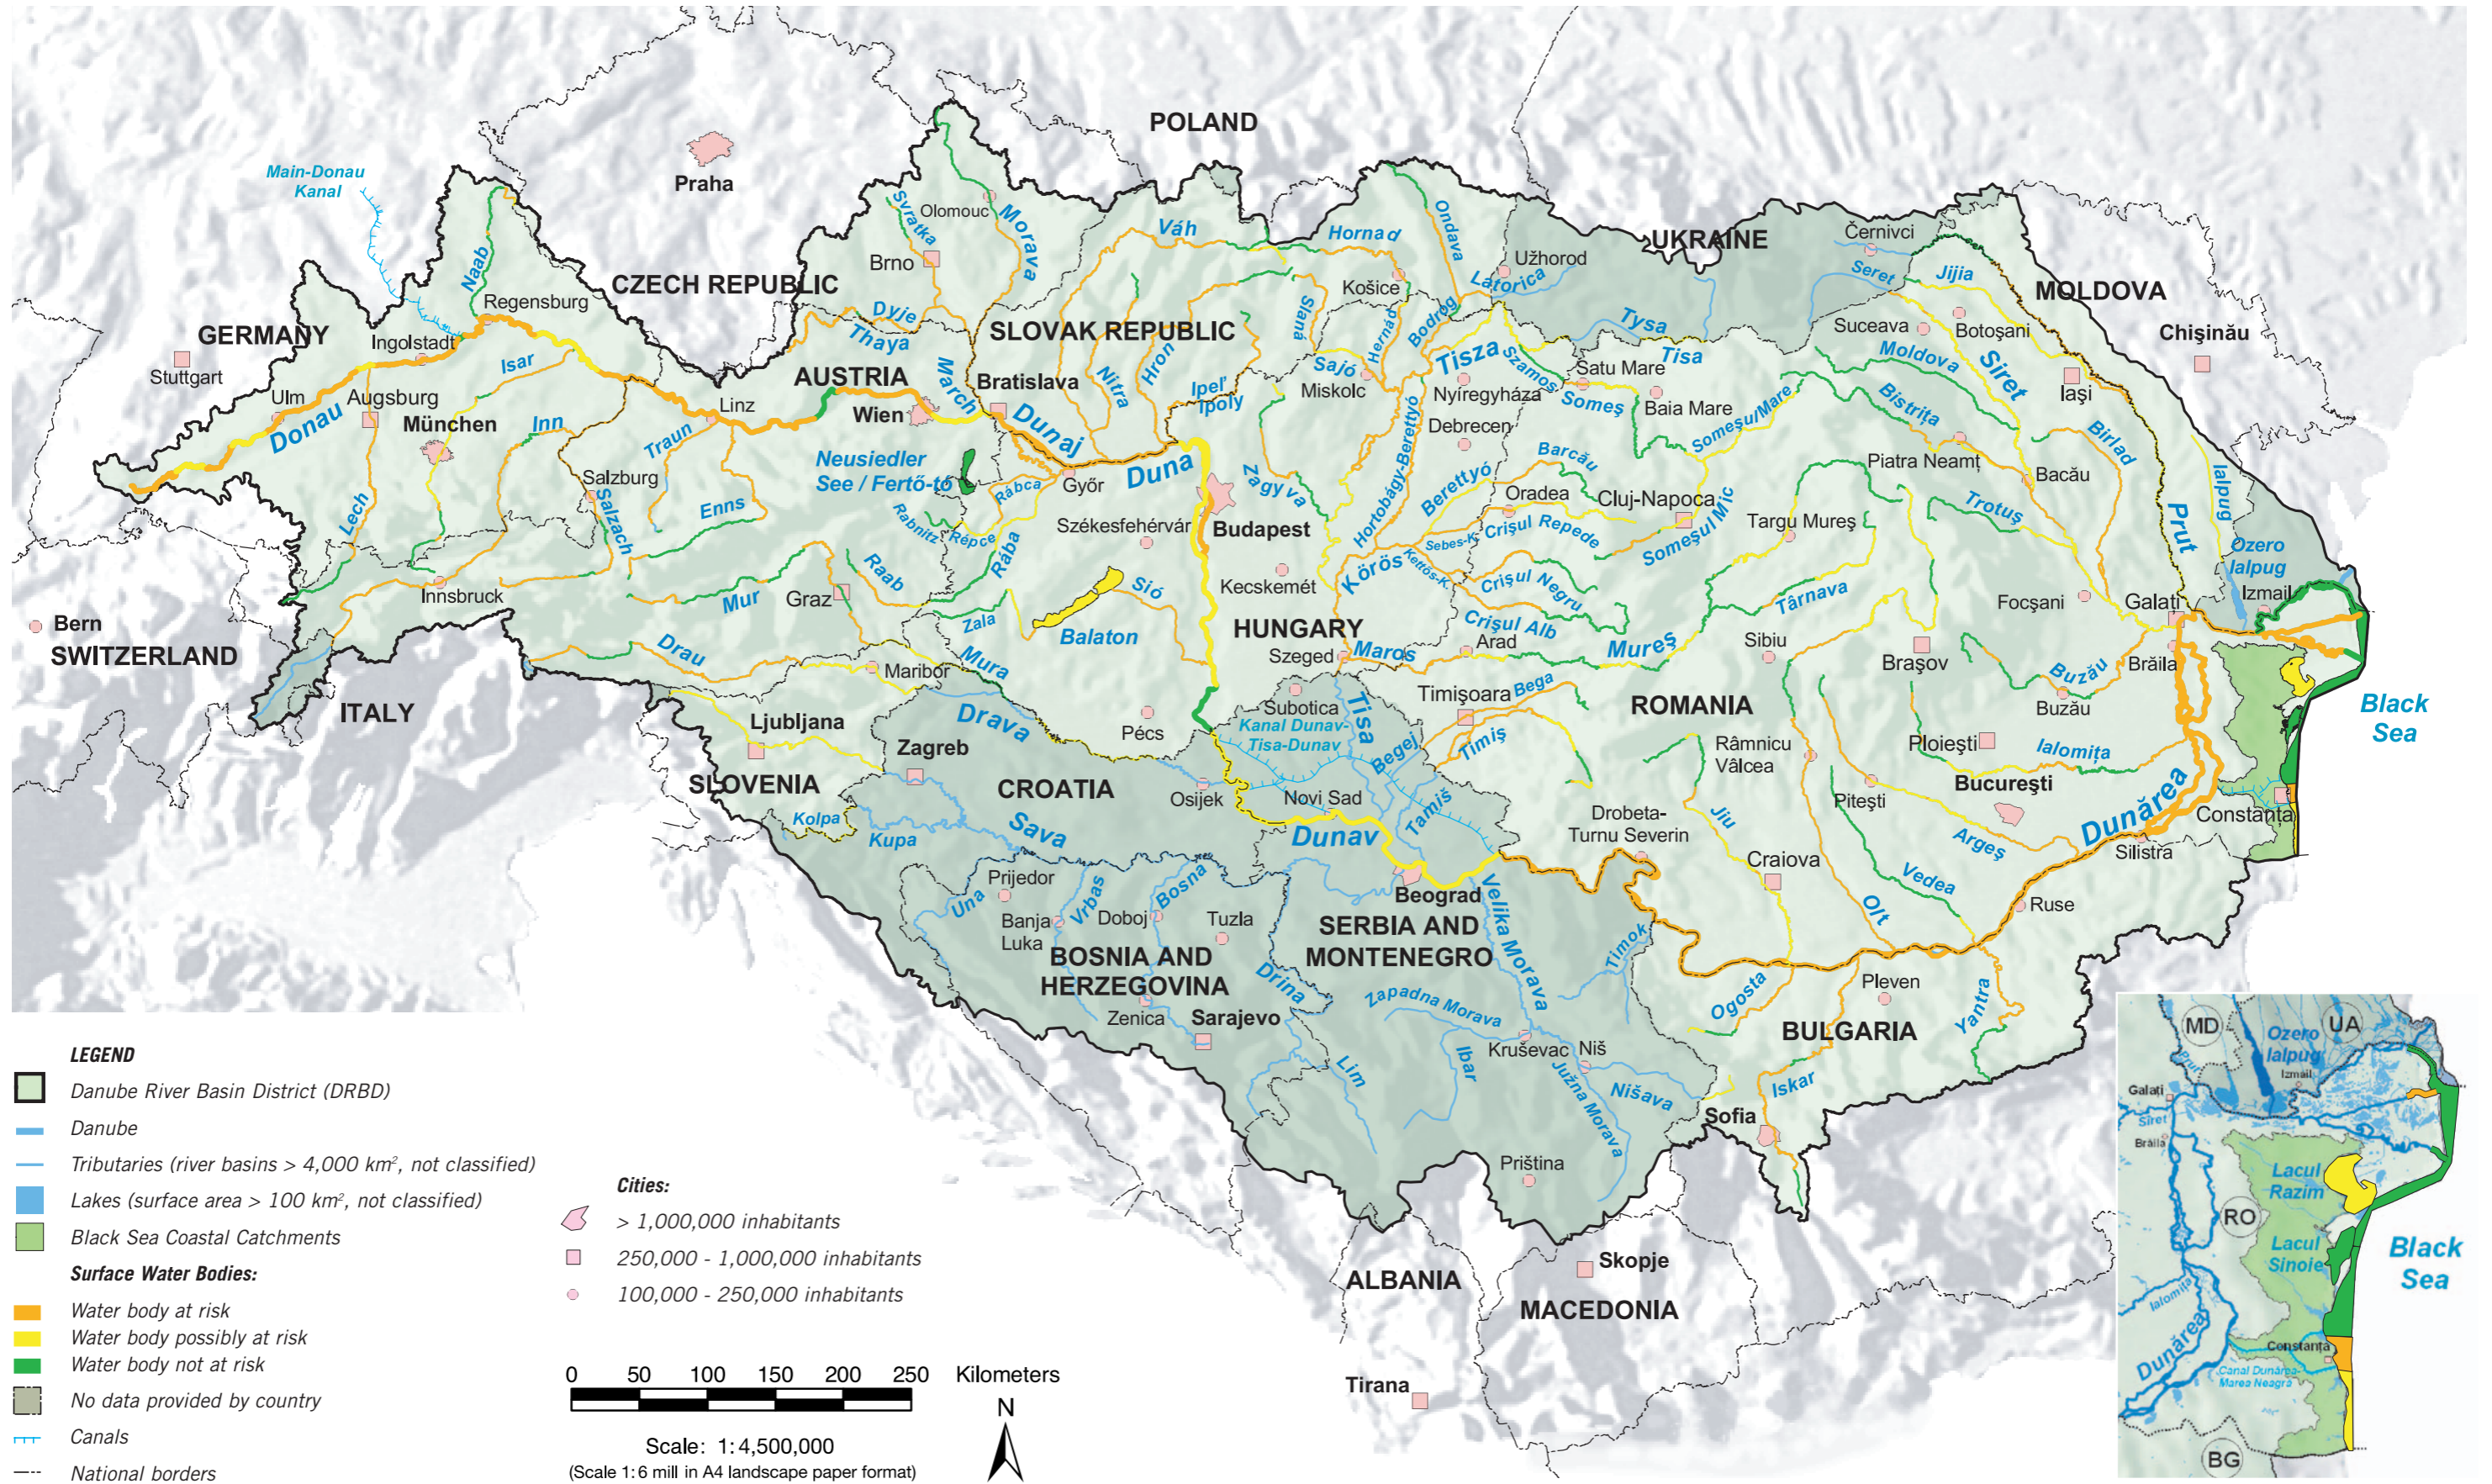 Main-Donau
Kanal
POLAND
Praha
Olomouc
Svratka
Morava
Brno
Váh
Hornad
Ondava
Užhorod
Latorica
UKRAINE
Černivci
Seret
Jijia
MOLDOVA
Chişinău
Naab
Regensburg
CZECH REPUBLIC
Dyje
Thaya
SLOVAK REPUBLIC
Košice
Slaná
Hernád
Bodrog
Tysa
Tisa
Suceava
Botoşani
GERMANY
Stuttgart
Ingolstadt
Isar
AUSTRIA
March
Bratislava
Nitra
Hron
Ipeľ
Ipoly
Sajó
Miskolc
Tisza
Szamos
Nyíregyháza
Satu Mare
Someş
Baia Mare
Someşul Mare
Moldova
Siret
Iaşi
Ulm
Augsburg
Donau
München
Inn
Linz
Wien
Traun
Dunaj
Duna
Debrecen
Hortobágy-Berettyó
Bistriţa
Birlad
Neusiedler
See / Fertő-tó
Salzburg
Salzach
Enns
Lech
Rábca
Győr
Rabnitz
Répce
Rába
Székesfehérvár
Budapest
Zagyva
Berettyó
Barcău
Oradea
Cluj-Napoca
Crişul Repede
Sebes-K.
Kettös-K.
Körös
Someşul Mic
Targu Mureş
Piatra Neamţ
Bacău
Trotuş
Prut
Ialpug
Ozero
Ialpug
Izmail
Bern
SWITZERLAND
Innsbruck
Mur
Graz
Raab
Zala
Balaton
Sió
Kecskemét
HUNGARY
Szeged
Maros
Crişul Negru
Crişul Alb
Arad
Mureş
Târnava
Sibiu
Braşov
Focşani
Galaţi
Brăila
Buzău
Buzău
Drau
Maribor
Mura
ITALY
Ljubljana
Zagreb
Drava
Pécs
Subotica
Kanal Dunav-
Tisa-Dunav
Tisa
Begej
Timişoara
Bega
Timiş
ROMANIA
Râmnicu
Vâlcea
Ploieşti
Ialomiţa
Bucureşti
Black
Sea
SLOVENIA
CROATIA
Osijek
Novi Sad
Kolpa
Kupa
Sava
Dunav
Tamiš
Drobeta-
Turnu Severin
Jiu
Piteşti
Argeş
Dunărea
Constanţa
Silistra
Craiova
Vedea
Olt
Ruse
Prijedor
Una
Banja
Luka
Vrbas
Doboj
Bosna
Tuzla
Beograd
SERBIA AND
MONTENEGRO
Velika Morava
Timok
BOSNIA AND
HERZEGOVINA
Drina
Zenica
Sarajevo
Zapadna Morava
Ogosta
Pleven
Yantra
BULGARIA
Kruševac
Niš
Ibar
Lim
Južna Morava
Nišava
Iskar
Sofia
Priština
ALBANIA
Skopje
MACEDONIA
Tirana
LEGEND
Danube River Basin District (DRBD)
Danube
Tributaries (river basins > 4,000 km², not classified)
Lakes (surface area > 100 km², not classified)
Black Sea Coastal Catchments
Surface Water Bodies:
Water body at risk
Water body possibly at risk
Water body not at risk
No data provided by country
Canals
National borders
Cities:
> 1,000,000 inhabitants
250,000 - 1,000,000 inhabitants
100,000 - 250,000 inhabitants
0 50 100 150 200 250 Kilometers
Scale: 1:4,500,000
(Scale 1:6 mill in A4 landscape paper format)
N
MD
UA
Ozero
Ialpug
Izmail
Prut
Galaţi
Siret
Brăila
Lacul
Razim
RO
Lacul
Sinoie
Black
Sea
Ialomiţa
Dunărea
Constanţa
Canal Dunărea-
Marea Neagră
BG